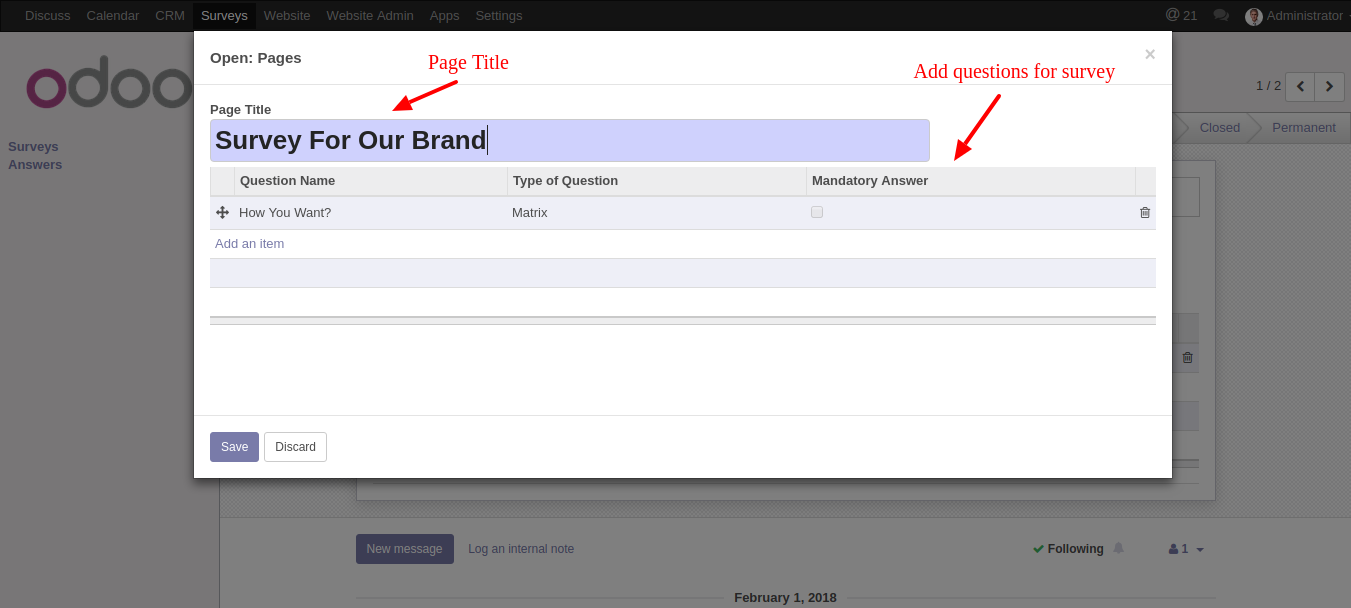 Discuss Calendar CRM Surveys Website Website Admin Apps Settings @ 21 Administrator
Open: Pages ×
Page Title
Add questions for survey
odoo
1 / 2
Page Title
Survey For Our Brand
Closed Permanent
Surveys
Answers
Question Name Type of Question Mandatory Answer
How You Want? Matrix
Add an item
Save Discard
New message Log an internal note Following 1
February 1, 2018